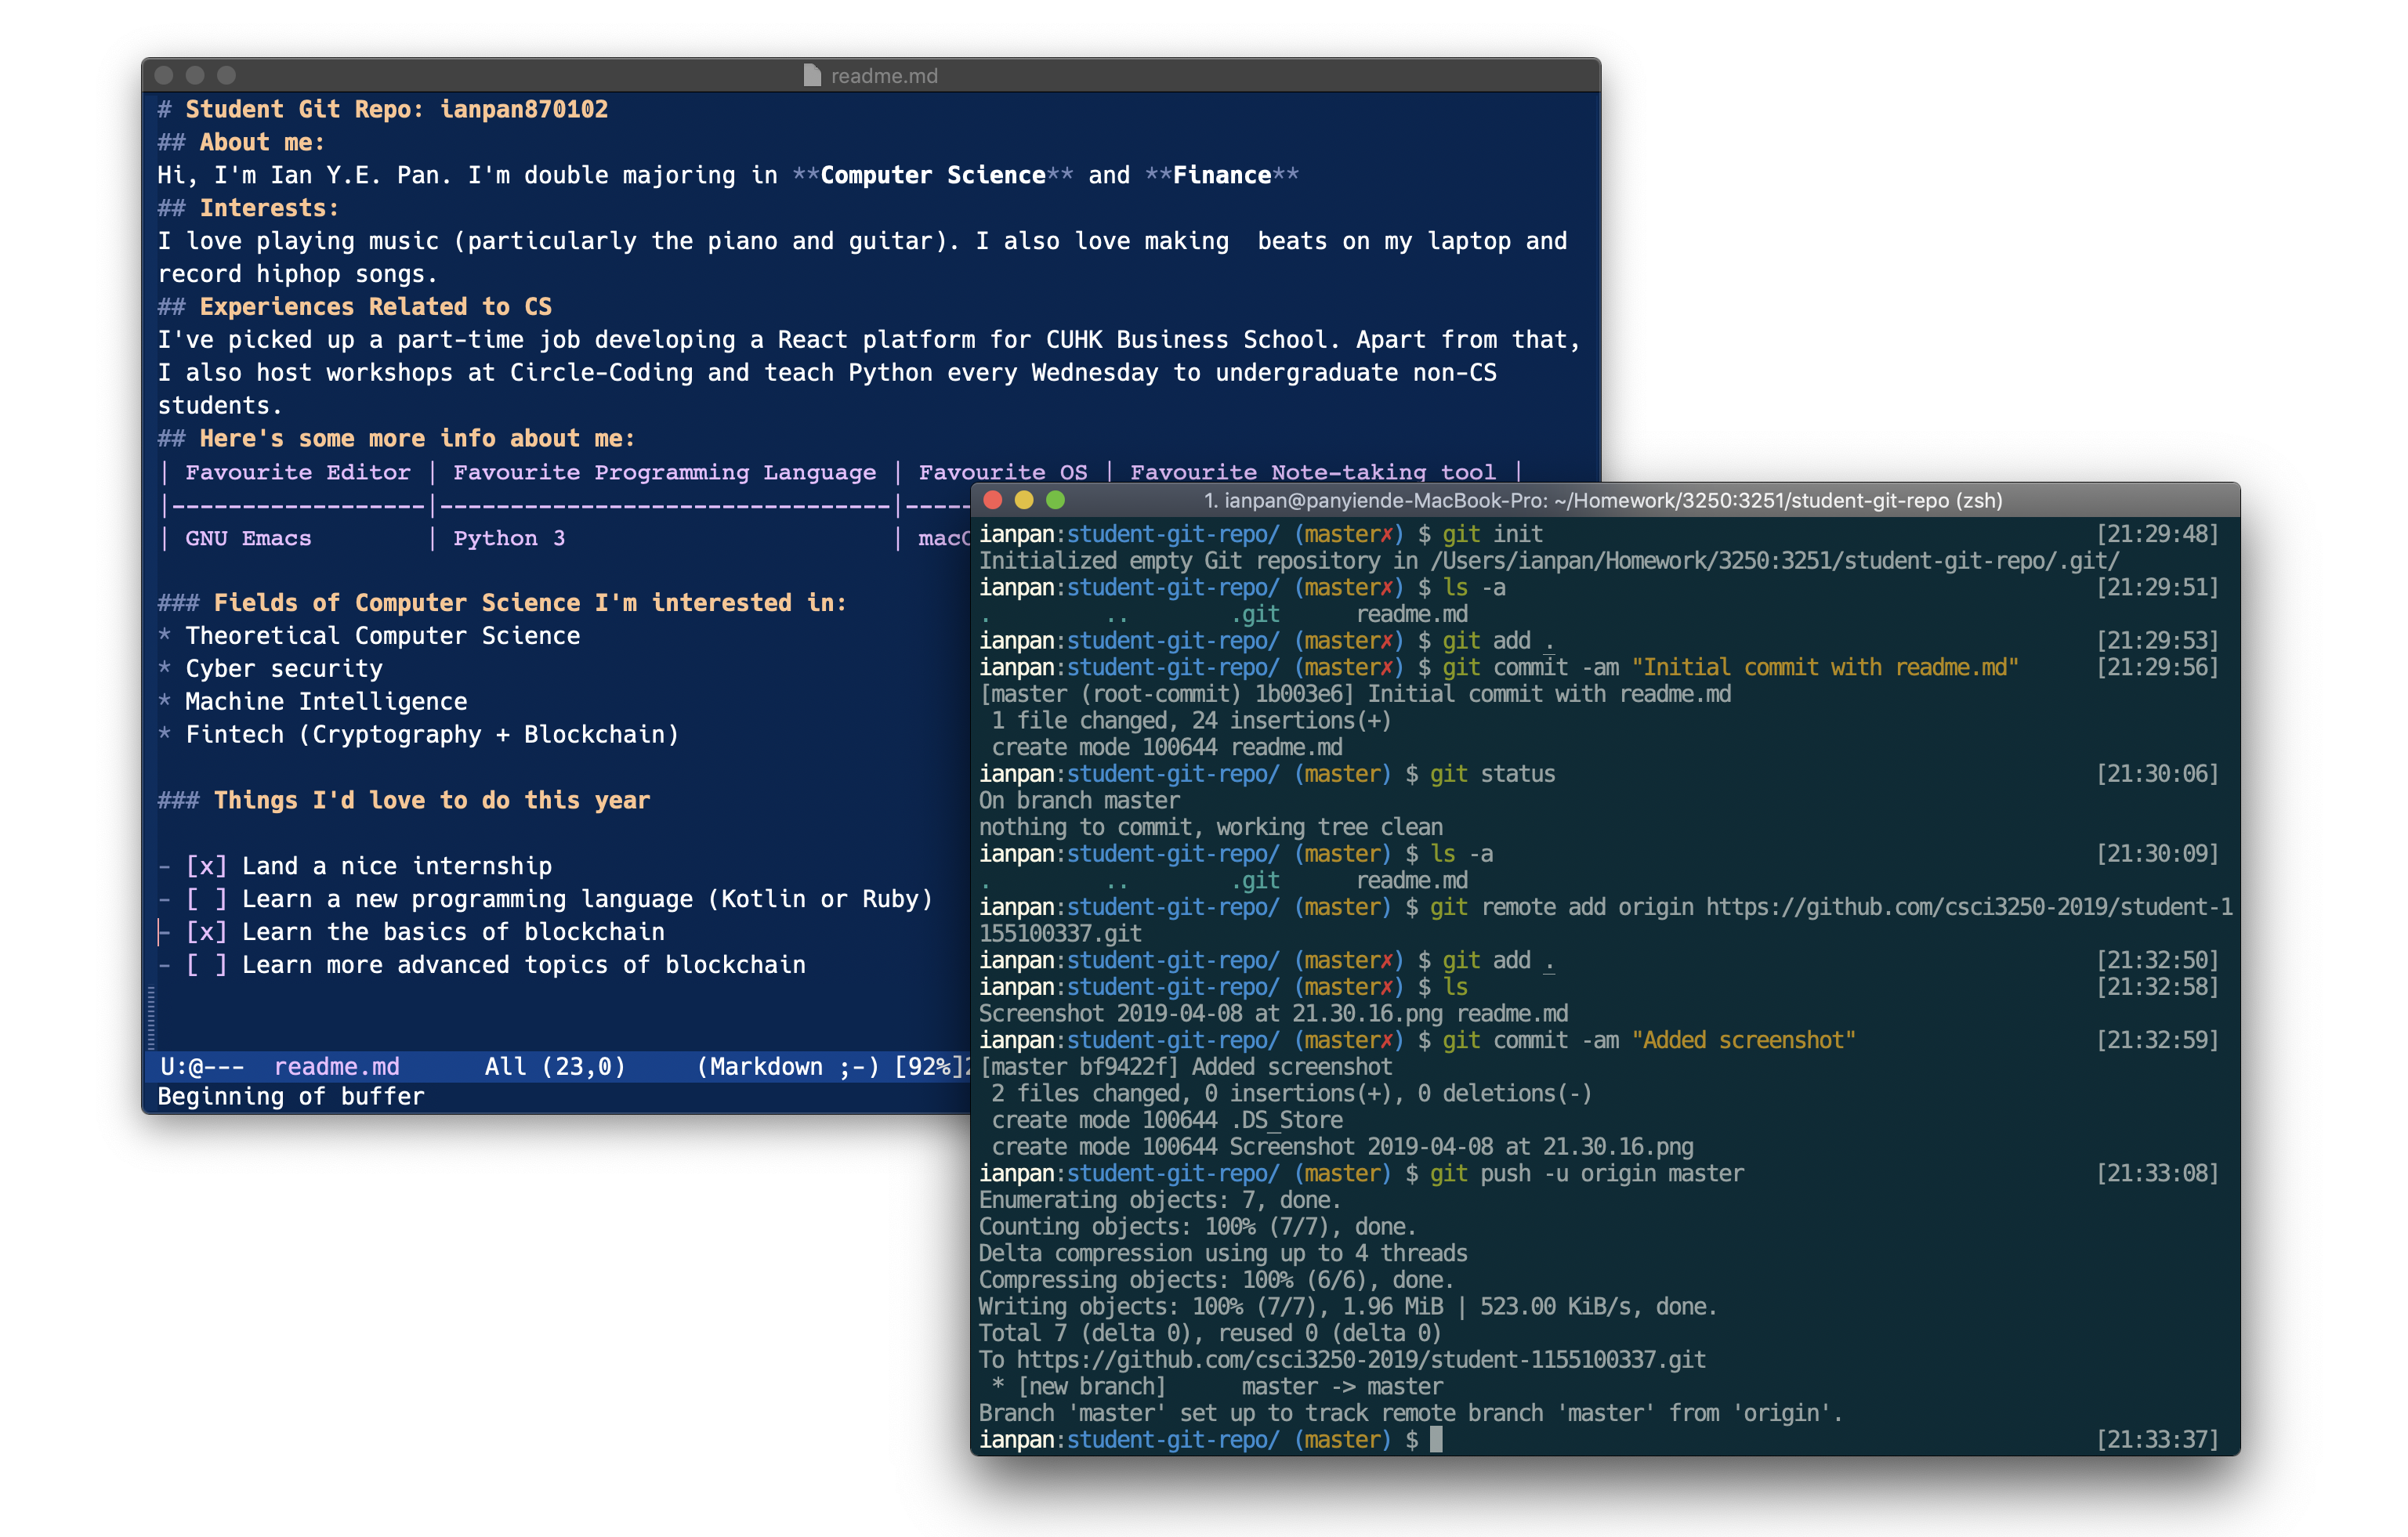 readme.md
# Student Git Repo: ianpan870102
## About me:
Hi, I'm Ian Y.E. Pan. I'm double majoring in **Computer Science** and **Finance**
## Interests:
I love playing music (particularly the piano and guitar). I also love making  beats on my laptop and
record hiphop songs.
## Experiences Related to CS
I've picked up a part-time job developing a React platform for CUHK Business School. Apart from that,
I also host workshops at Circle-Coding and teach Python every Wednesday to undergraduate non-CS
students.
## Here's some more info about me:
| Favourite Editor | Favourite Programming Language | Favourite OS | Favourite Note-taking tool |
|------------------|--------------------------------|-----
| GNU Emacs        | Python 3                       |
### Fields of Computer Science I'm interested in:
* Theoretical Computer Science
* Cyber security
* Machine Intelligence
* Fintech (Cryptography + Blockchain)
### Things I'd love to do this year
- [x] Land a nice internship
- [ ] Learn a new programming language (Kotlin or Ruby)
- [x] Learn the basics of blockchain
- [ ] Learn more advanced topics of blockchain
U:@---  readme.md      All (23,0)     (Markdown ;-) [92%]
Beginning of buffer
1. ianpan@panyiende-MacBook-Pro: ~/Homework/3250:3251/student-git-repo (zsh)
ianpan:student-git-repo/ (master✗) $ git init [21:29:48]
Initialized empty Git repository in /Users/ianpan/Homework/3250:3251/student-git-repo/.git/
ianpan:student-git-repo/ (master✗) $ ls -a [21:29:51]
.         ..        .git      readme.md
ianpan:student-git-repo/ (master✗) $ git add . [21:29:53]
ianpan:student-git-repo/ (master✗) $ git commit -am "Initial commit with readme.md" [21:29:56]
[master (root-commit) 1b003e6] Initial commit with readme.md
 1 file changed, 24 insertions(+)
 create mode 100644 readme.md
ianpan:student-git-repo/ (master) $ git status [21:30:06]
On branch master
nothing to commit, working tree clean
ianpan:student-git-repo/ (master) $ ls -a [21:30:09]
.         ..        .git      readme.md
ianpan:student-git-repo/ (master) $ git remote add origin https://github.com/csci3250-2019/student-1
155100337.git
ianpan:student-git-repo/ (master✗) $ git add . [21:32:50]
ianpan:student-git-repo/ (master✗) $ ls [21:32:58]
Screenshot 2019-04-08 at 21.30.16.png readme.md
ianpan:student-git-repo/ (master✗) $ git commit -am "Added screenshot" [21:32:59]
[master bf9422f] Added screenshot
 2 files changed, 0 insertions(+), 0 deletions(-)
 create mode 100644 .DS_Store
 create mode 100644 Screenshot 2019-04-08 at 21.30.16.png
ianpan:student-git-repo/ (master) $ git push -u origin master [21:33:08]
Enumerating objects: 7, done.
Counting objects: 100% (7/7), done.
Delta compression using up to 4 threads
Compressing objects: 100% (6/6), done.
Writing objects: 100% (7/7), 1.96 MiB | 523.00 KiB/s, done.
Total 7 (delta 0), reused 0 (delta 0)
To https://github.com/csci3250-2019/student-1155100337.git
 * [new branch]      master -> master
Branch 'master' set up to track remote branch 'master' from 'origin'.
ianpan:student-git-repo/ (master) $ [21:33:37]